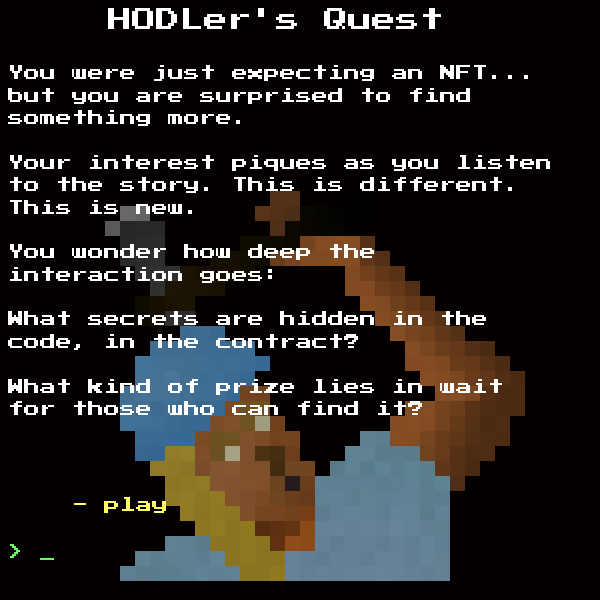 HODLer's Quest
You were just expecting an NFT...
but you are surprised to find
something more.
Your interest piques as you listen
to the story. This is different.
This is new.
You wonder how deep the
interaction goes:
What secrets are hidden in the
code, in the contract?
What kind of prize lies in wait
for those who can find it?
- play
> _